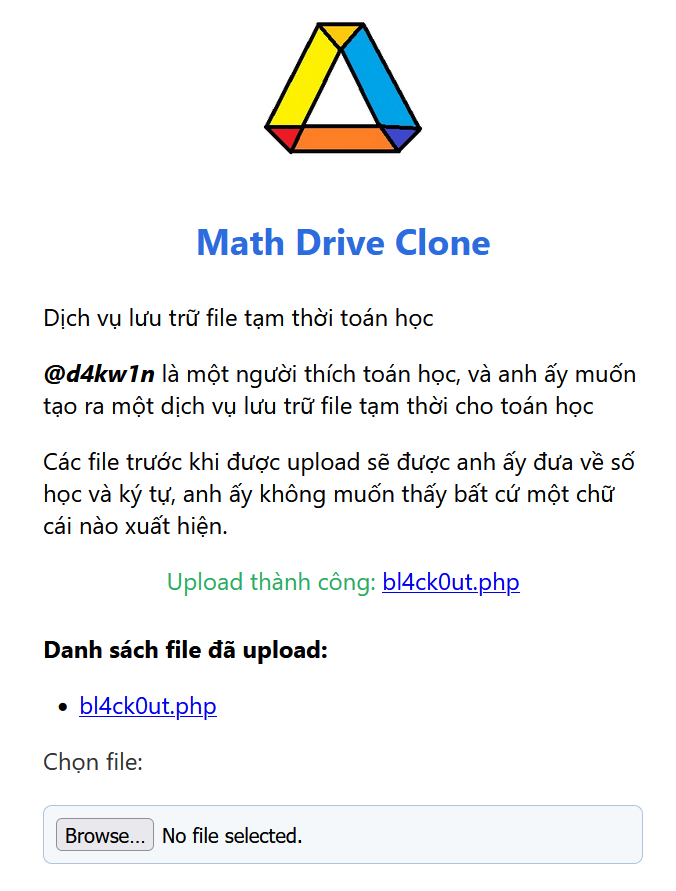 Math Drive Clone
Dịch vụ lưu trữ file tạm thời toán học
@d4kw1n là một người thích toán học, và anh ấy muốn
tạo ra một dịch vụ lưu trữ file tạm thời cho toán học
Các file trước khi được upload sẽ được anh ấy đưa về số
học và ký tự, anh ấy không muốn thấy bất cứ một chữ
cái nào xuất hiện.
Upload thành công: bl4ck0ut.php
Danh sách file đã upload:
• bl4ck0ut.php
Chọn file:
Browse... No file selected.